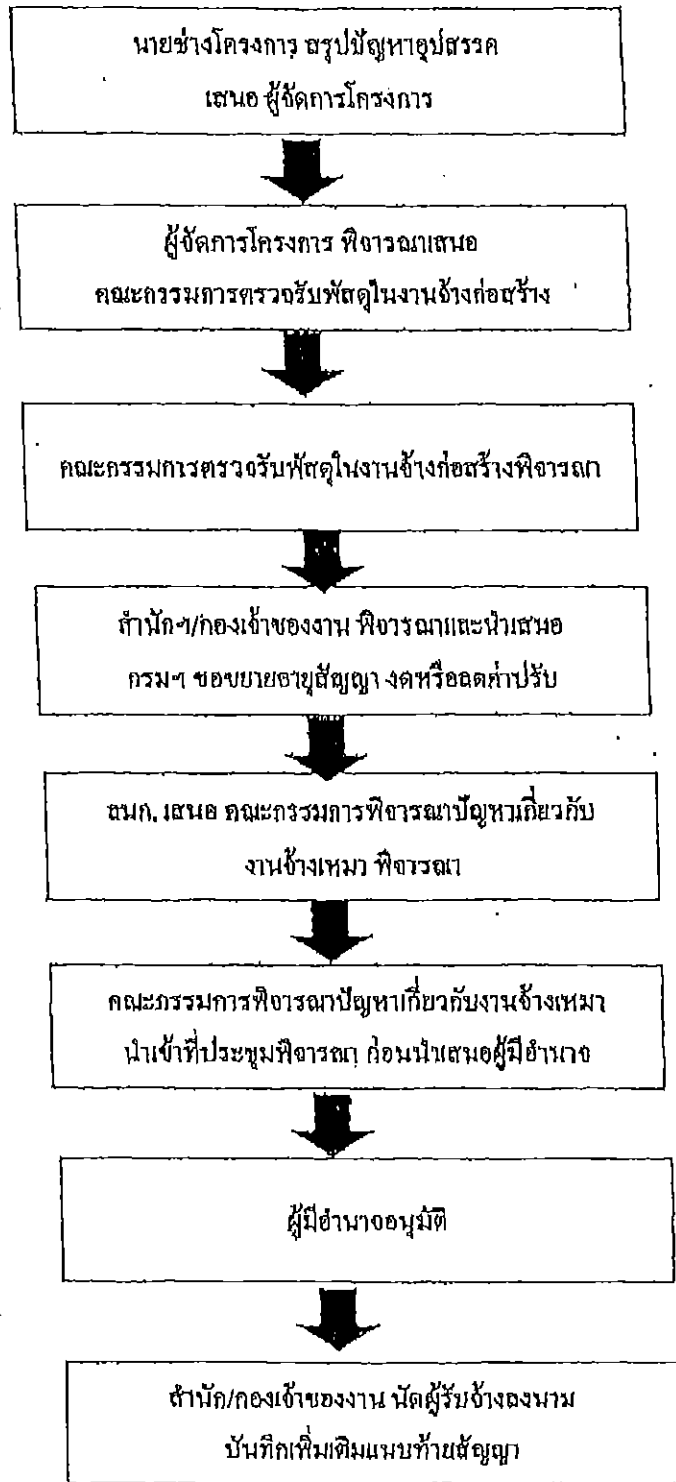 นายช่างโครงการ สรุปปัญหาอุปสรรค
เสนอ ผู้จัดการโครงการ
ผู้จัดการโครงการ พิจารณาเสนอ
คณะกรรมการตรวจรับพัสดุในงานจ้างก่อสร้าง
คณะกรรมการตรวจรับพัสดุในงานจ้างก่อสร้างพิจารณา
สำนักฯ/กองเจ้าของงาน พิจารณาและนำเสนอ
กรมฯ ขอขยายอายุสัญญา งดหรือลดค่าปรับ
สนก. เสนอ คณะกรรมการพิจารณาปัญหาเกี่ยวกับ
งานจ้างเหมา พิจารณา
คณะกรรมการพิจารณาปัญหาเกี่ยวกับงานจ้างเหมา
นำเข้าที่ประชุมพิจารณา ก่อนนำเสนอผู้มีอำนาจ
ผู้มีอำนาจอนุมัติ
สำนัก/กองเจ้าของงาน นัดผู้รับจ้างลงนาม
บันทึกเพิ่มเติมแนบท้ายสัญญา